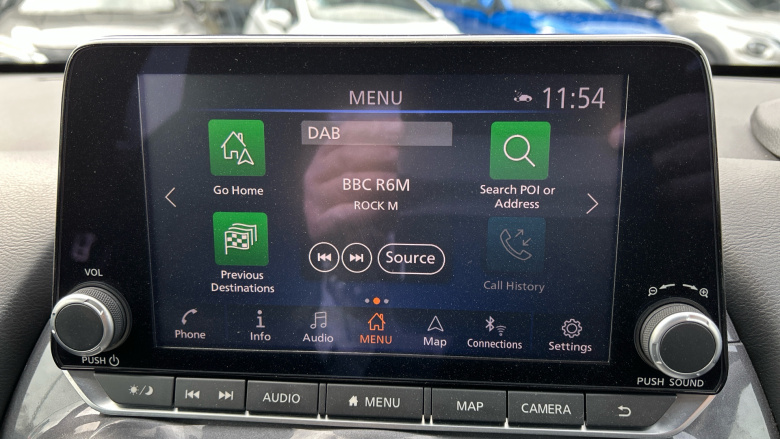 MENU
11:54
DAB
Go Home
BBC R6M
ROCK M
Search POI or
Address
Previous
Destinations
Source
Call History
VOL
PUSH
Phone
Info
Audio
MENU
Map
Connections
Settings
PUSH SOUND
AUDIO
MENU
MAP
CAMERA